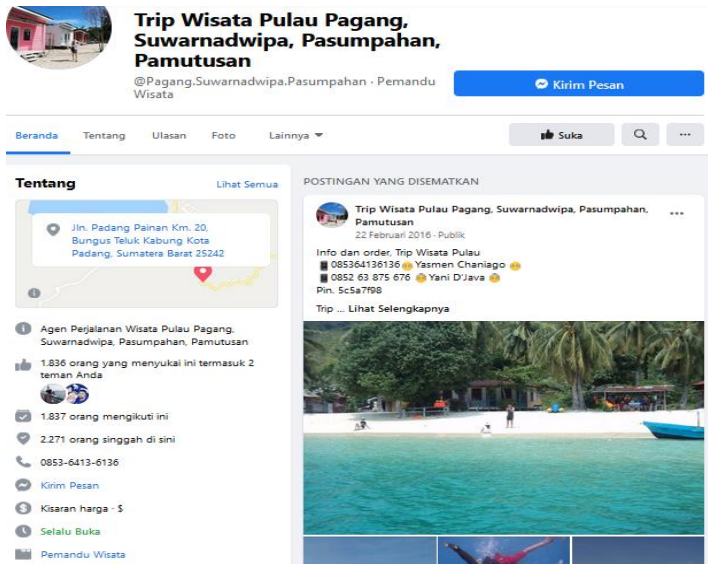 Trip Wisata Pulau Pagang,
Suwarnadwipa, Pasumpahan,
Pamutusan
@Pagang.Suwarnadwipa.Pasumpahan · Pemandu
Wisata
Kirim Pesan
Beranda
Tentang
Ulasan
Foto
Lainnya
Suka
Tentang
Lihat Semua
Jln. Padang Painan Km. 20,
Bungus Teluk Kabung Kota
Padang, Sumatera Barat 25242
Agen Perjalanan Wisata Pulau Pagang,
Suwarnadwipa, Pasumpahan, Pamutusan
1.836 orang yang menyukai ini termasuk 2
teman Anda
1.837 orang mengikuti ini
2.271 orang singgah di sini
0853-6413-6136
Kirim Pesan
Kisaran harga · $
Selalu Buka
Pemandu Wisata
POSTINGAN YANG DISEMATKAN
Trip Wisata Pulau Pagang, Suwarnadwipa, Pasumpahan,
Pamutusan
22 Februari 2016 · Publik
Info dan order, Trip Wisata Pulau
085364136136 Yasmen Chaniago
0852 63 875 676 Yani D'Java
Pin. 5c5a7f98
Trip ... Lihat Selengkapnya